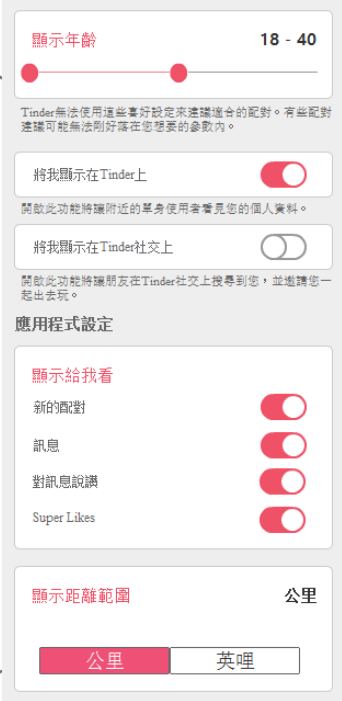 顯示年齡 18 - 40
Tinder無法使用這些喜好設定來建議適合的配對。有些配對
建議可能無法剛好落在您想要的參數內。
將我顯示在Tinder上
開啟此功能將讓附近的單身使用者看見您的個人資料。
將我顯示在Tinder社交上
開啟此功能將讓朋友在Tinder社交上搜尋到您，並邀請您一
起出去玩。
應用程式設定
顯示給我看
新的配對
訊息
對訊息說讚
Super Likes
顯示距離範圍 公里
公里 英哩